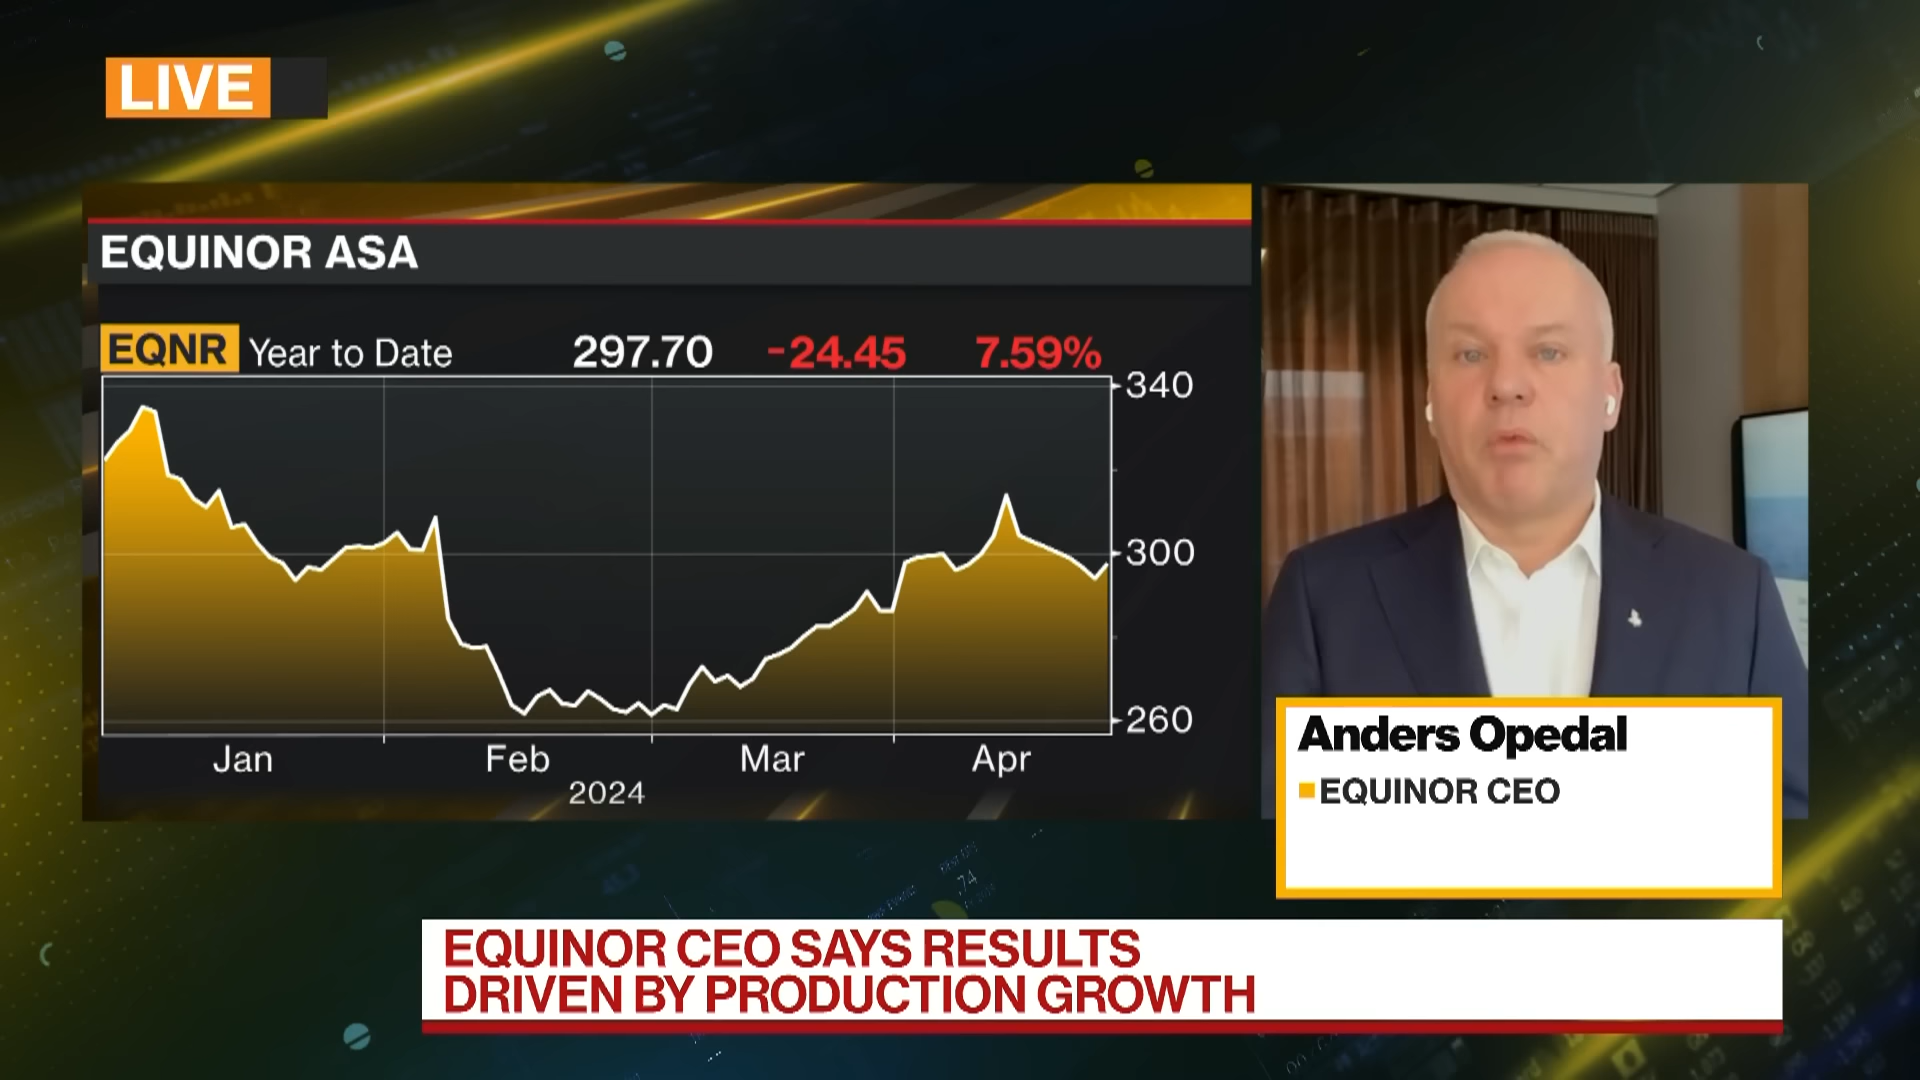 LIVE
EQUINOR ASA
EQNR Year to Date 297.70 -24.45 7.59%
340
300
260
Jan Feb Mar Apr
2024
Anders Opedal
EQUINOR CEO
EQUINOR CEO SAYS RESULTS
DRIVEN BY PRODUCTION GROWTH